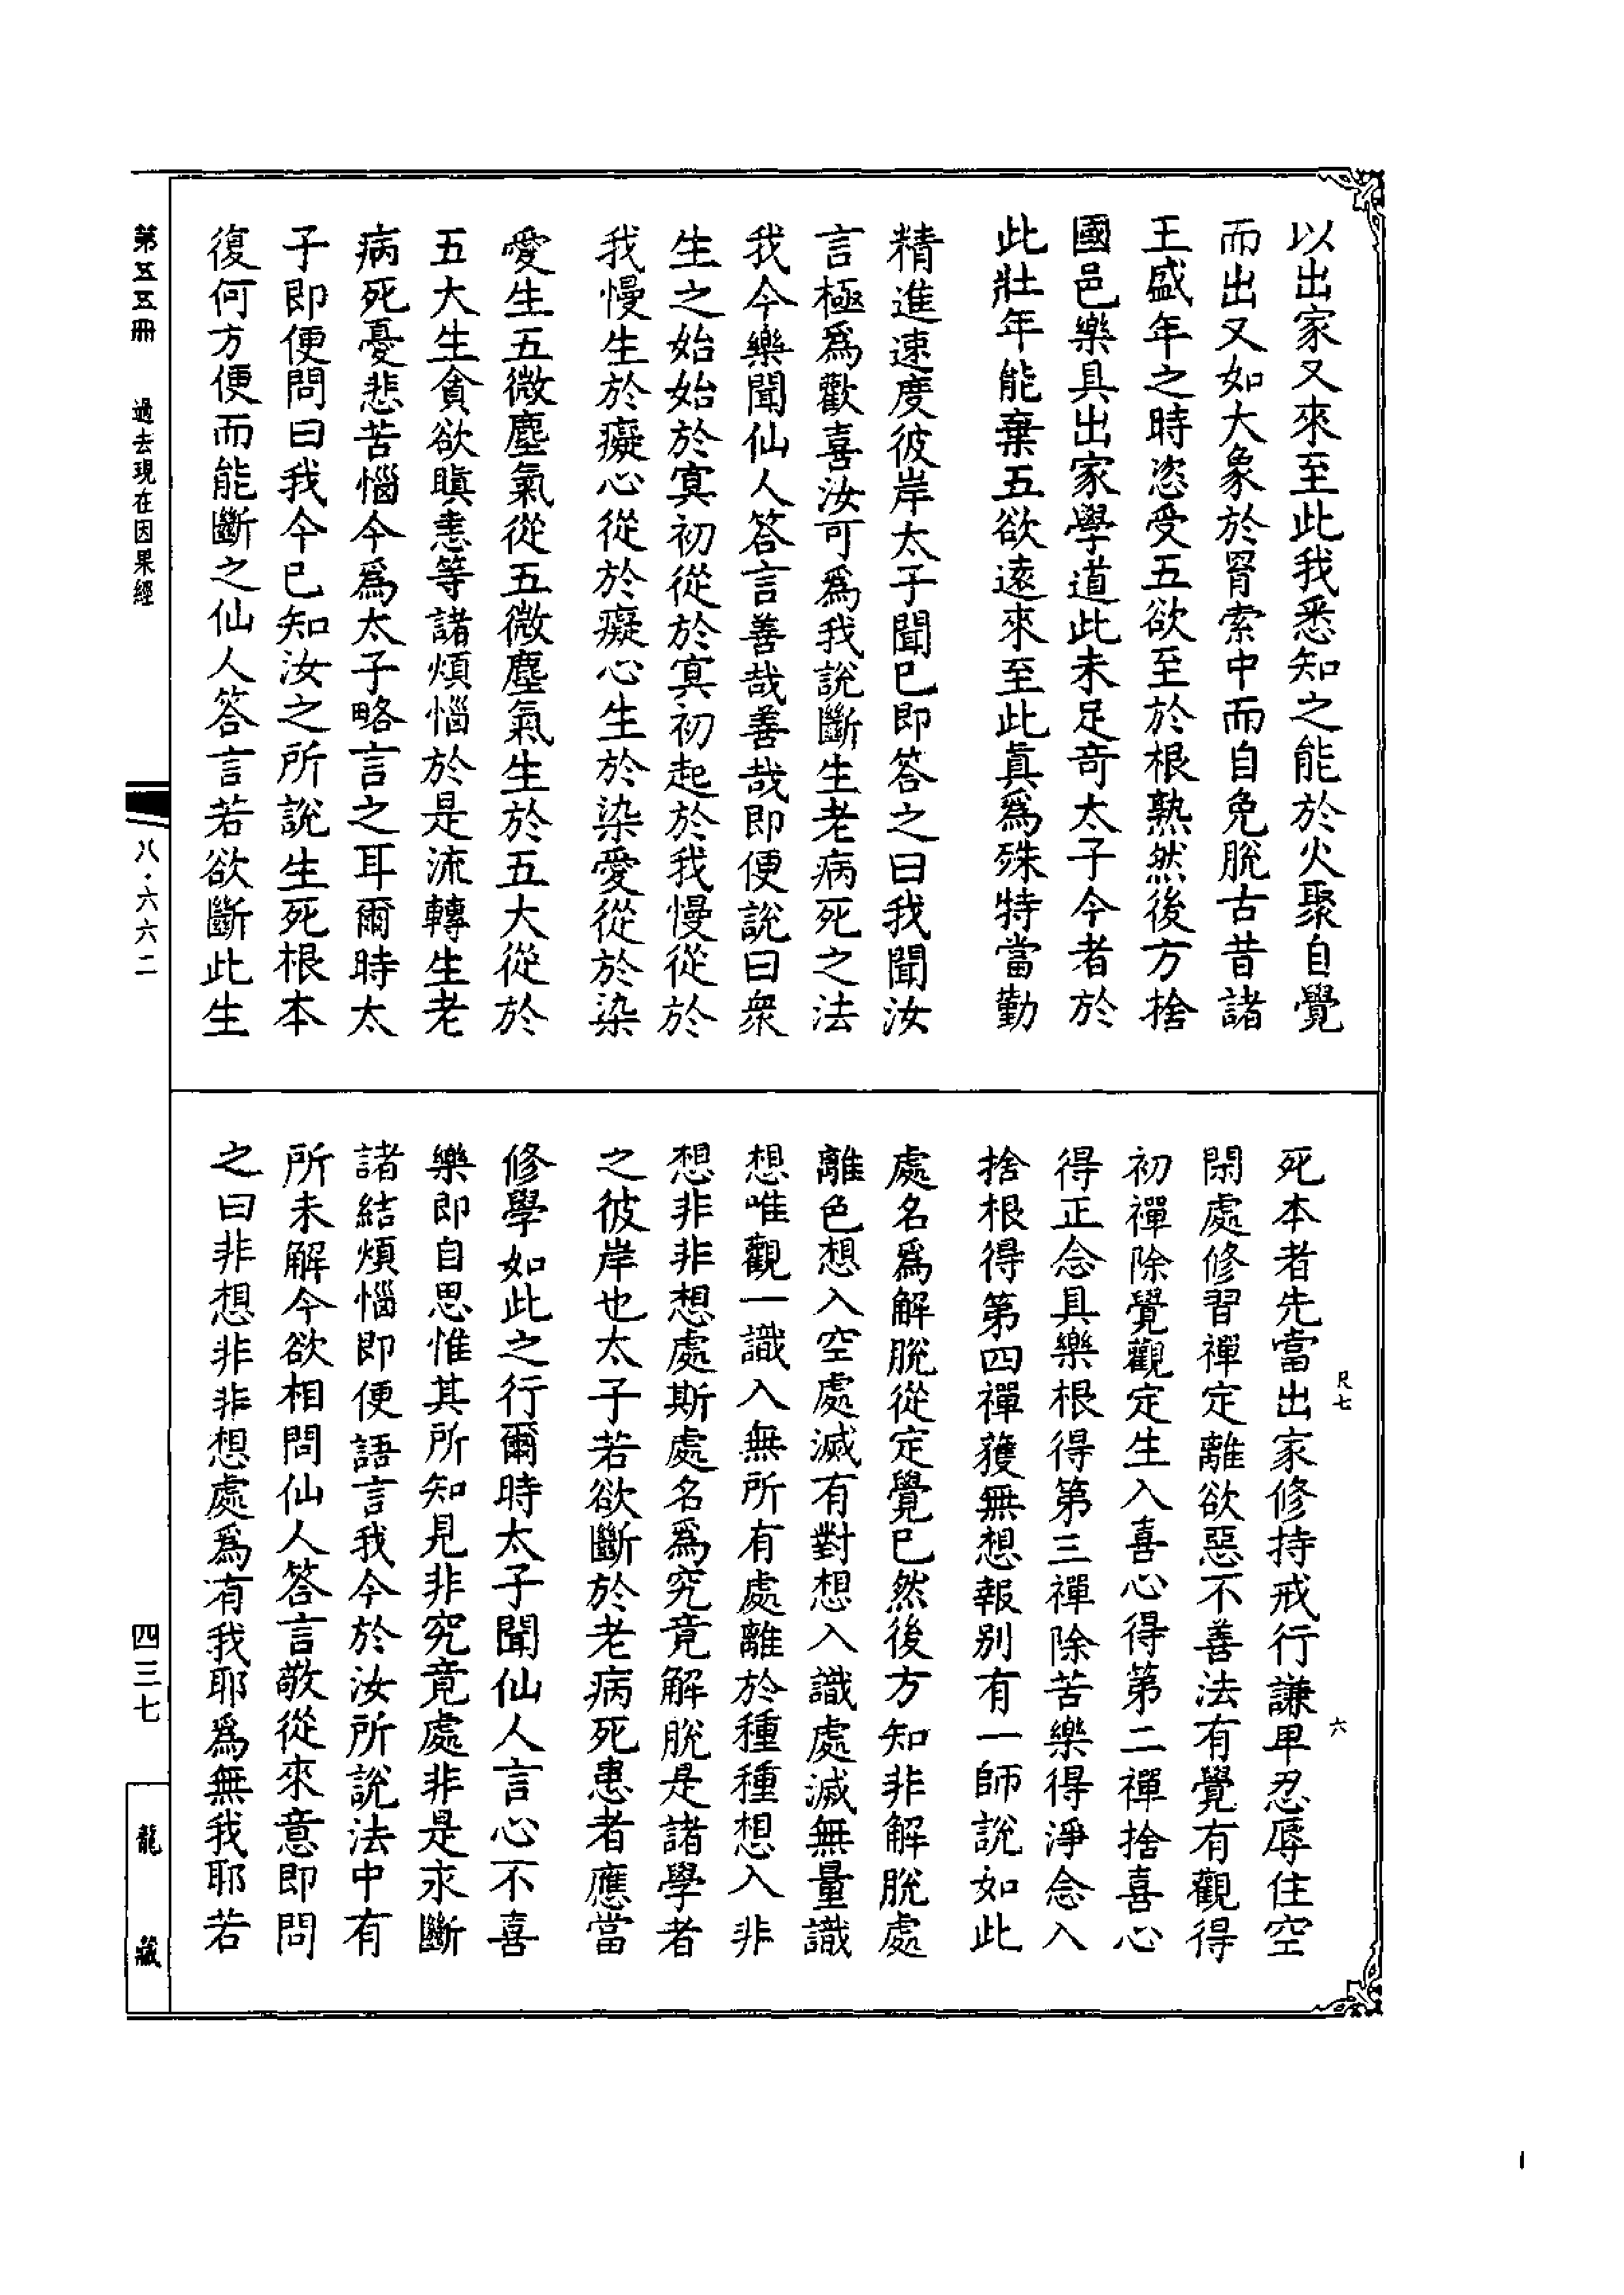 以出家又來至此我悉知之能於火聚自覺
而出又如大象於罥索中而自免脫古昔諸
王盛年之時恣受五欲至於根熟然後方捨
國邑樂具出家學道此未足奇太子今者於
此壯年能棄五欲遠來至此真爲殊特當勤
精進速度彼岸太子聞已即答之曰我聞汝
言極爲歡喜汝可爲我說斷生老病死之法
我今樂聞仙人答言善哉善哉即便說曰衆
生之始始於冥初從於冥初起於我慢從於
我慢生於癡心從於癡心生於染愛從於染
愛生五微塵氣從五微塵氣生於五大從於
五大生貪欲瞋恚等諸煩惱於是流轉生老
病死憂悲苦惱今爲太子略言之耳爾時太
子即便問曰我今已知汝之所說生死根本
復何方便而能斷之仙人答言若欲斷此生
死本者先當出家修持戒行謙卑忍辱住空
閑處修習禪定離欲惡不善法有覺有觀得
初禪除覺觀定生入喜心得第二禪捨喜心
得正念具樂根得第三禪除苦樂得淨念入
捨根得第四禪獲無想報別有一師說如此
處名爲解脫從定覺已然後方知非解脫處
離色想入空處滅有對想入識處滅無量識
想唯觀一識入無所有處離於種種想入非
想非非想處斯處名爲究竟解脫是諸學者
之彼岸也太子若欲斷於老病死患者應當
修學如此之行爾時太子聞仙人言心不喜
樂即自思惟其所知見非究竟處非是永斷
諸結煩惱即便語言我今於汝所說法中有
所未解今欲相問仙人答言敬從來意即問
之曰非想非非想處爲有我耶爲無我耶若
尺七
六
第五五冊 過去現在因果經
八·六六二
四三七
龍藏